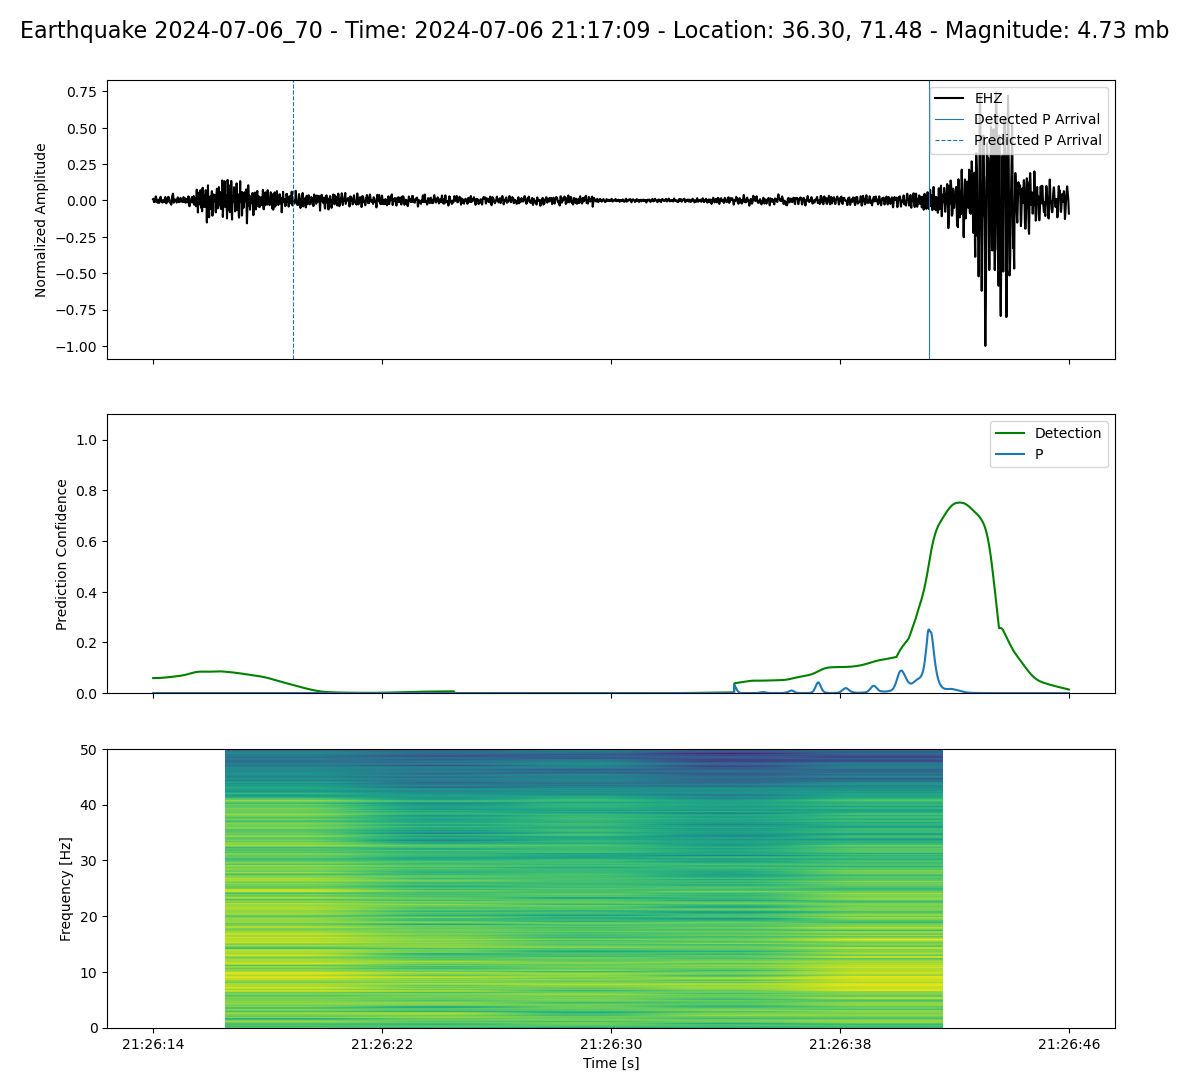 Earthquake 2024-07-06_70 - Time: 2024-07-06 21:17:09 - Location: 36.30, 71.48 - Magnitude: 4.73 mb
0.75
0.50
0.25
0.00
−0.25
−0.50
−0.75
−1.00
Normalized Amplitude
EHZ
Detected P Arrival
Predicted P Arrival
1.0
0.8
0.6
0.4
0.2
0.0
Prediction Confidence
Detection
P
50
40
30
20
10
0
Frequency [Hz]
21:26:14
21:26:22
21:26:30
21:26:38
21:26:46
Time [s]